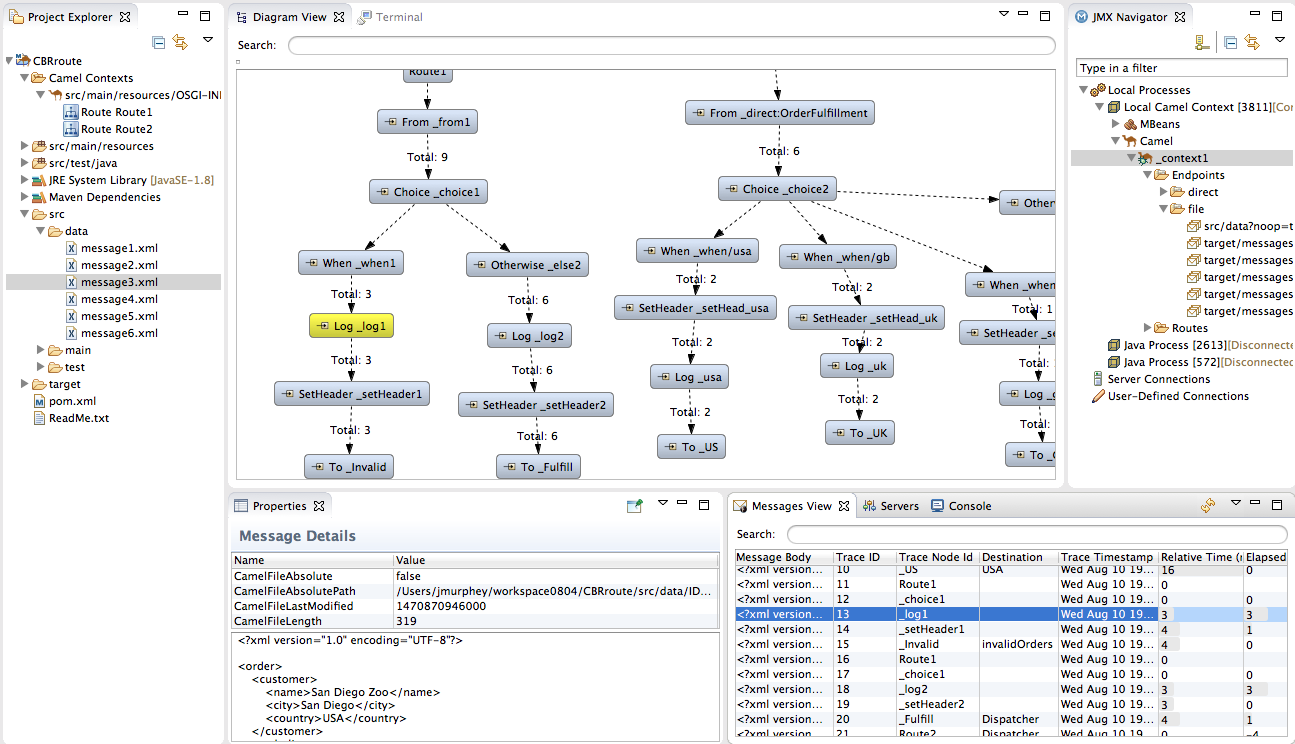 Project Explorer
CBRroute
Camel Contexts
src/main/resources/OSGI-INI
Route Route1
Route Route2
src/main/resources
src/test/java
JRE System Library [JavaSE-1.8]
Maven Dependencies
src
data
message1.xml
message2.xml
message3.xml
message4.xml
message5.xml
message6.xml
main
test
target
pom.xml
ReadMe.txt
Diagram View Terminal
Search:
Route1
From _from1
Total: 9
Choice _choice1
When _when1
Otherwise _else2
Total: 3
Total: 6
Log _log1
Log _log2
Total: 3
Total: 6
SetHeader _setHeader1
SetHeader _setHeader2
Total: 3
Total: 6
To _Invalid
To _Fulfill
From _direct:OrderFulfillment
Total: 6
Choice _choice2
Other
When _when/usa
When _when/gb
When _when
Total: 2
Total: 2
Total: 1
SetHeader _setHead_usa
SetHeader _setHead_uk
SetHeader _se
Total: 2
Total: 2
Total:
Log _usa
Log _uk
Log _g
Total: 2
Total: 2
Total:
To _US
To _UK
To _
JMX Navigator
Type in a filter
Local Processes
Local Camel Context [3811][Cor
MBeans
Camel
_context1
Endpoints
direct
file
src/data?noop=t
target/messages
target/messages
target/messages
target/messages
target/messages
Routes
Java Process [2613][Disconnecte
Java Process [572][Disconnected
Server Connections
User-Defined Connections
Properties
Message Details
Name Value
CamelFileAbsolute false
CamelFileAbsolutePath /Users/jmurphey/workspace0804/CBRroute/src/data/ID...
CamelFileLastModified 1470870946000
CamelFileLength 319
<?xml version="1.0" encoding="UTF-8"?>
<order>
<customer>
<name>San Diego Zoo</name>
<city>San Diego</city>
<country>USA</country>
</customer>
Messages View Servers Console
Search:
Message Body Trace ID Trace Node Id Destination Trace Timestamp Relative Time (r Elapsed
<?xml version... 10 _US USA Wed Aug 10 19... 16 0
<?xml version... 11 Route1 Wed Aug 10 19... 0
<?xml version... 12 _choice1 Wed Aug 10 19... 0 0
<?xml version... 13 _log1 Wed Aug 10 19... 3 3
<?xml version... 14 _setHeader1 Wed Aug 10 19... 4 1
<?xml version... 15 _Invalid invalidOrders Wed Aug 10 19... 4 0
<?xml version... 16 Route1 Wed Aug 10 19... 0
<?xml version... 17 _choice1 Wed Aug 10 19... 0 0
<?xml version... 18 _log2 Wed Aug 10 19... 3 3
<?xml version... 19 _setHeader2 Wed Aug 10 19... 3 0
<?xml version... 20 _Fulfill Dispatcher Wed Aug 10 19... 4 1
<?xml version... 21 Route2 Dispatcher Wed Aug 10 19... 0 -4